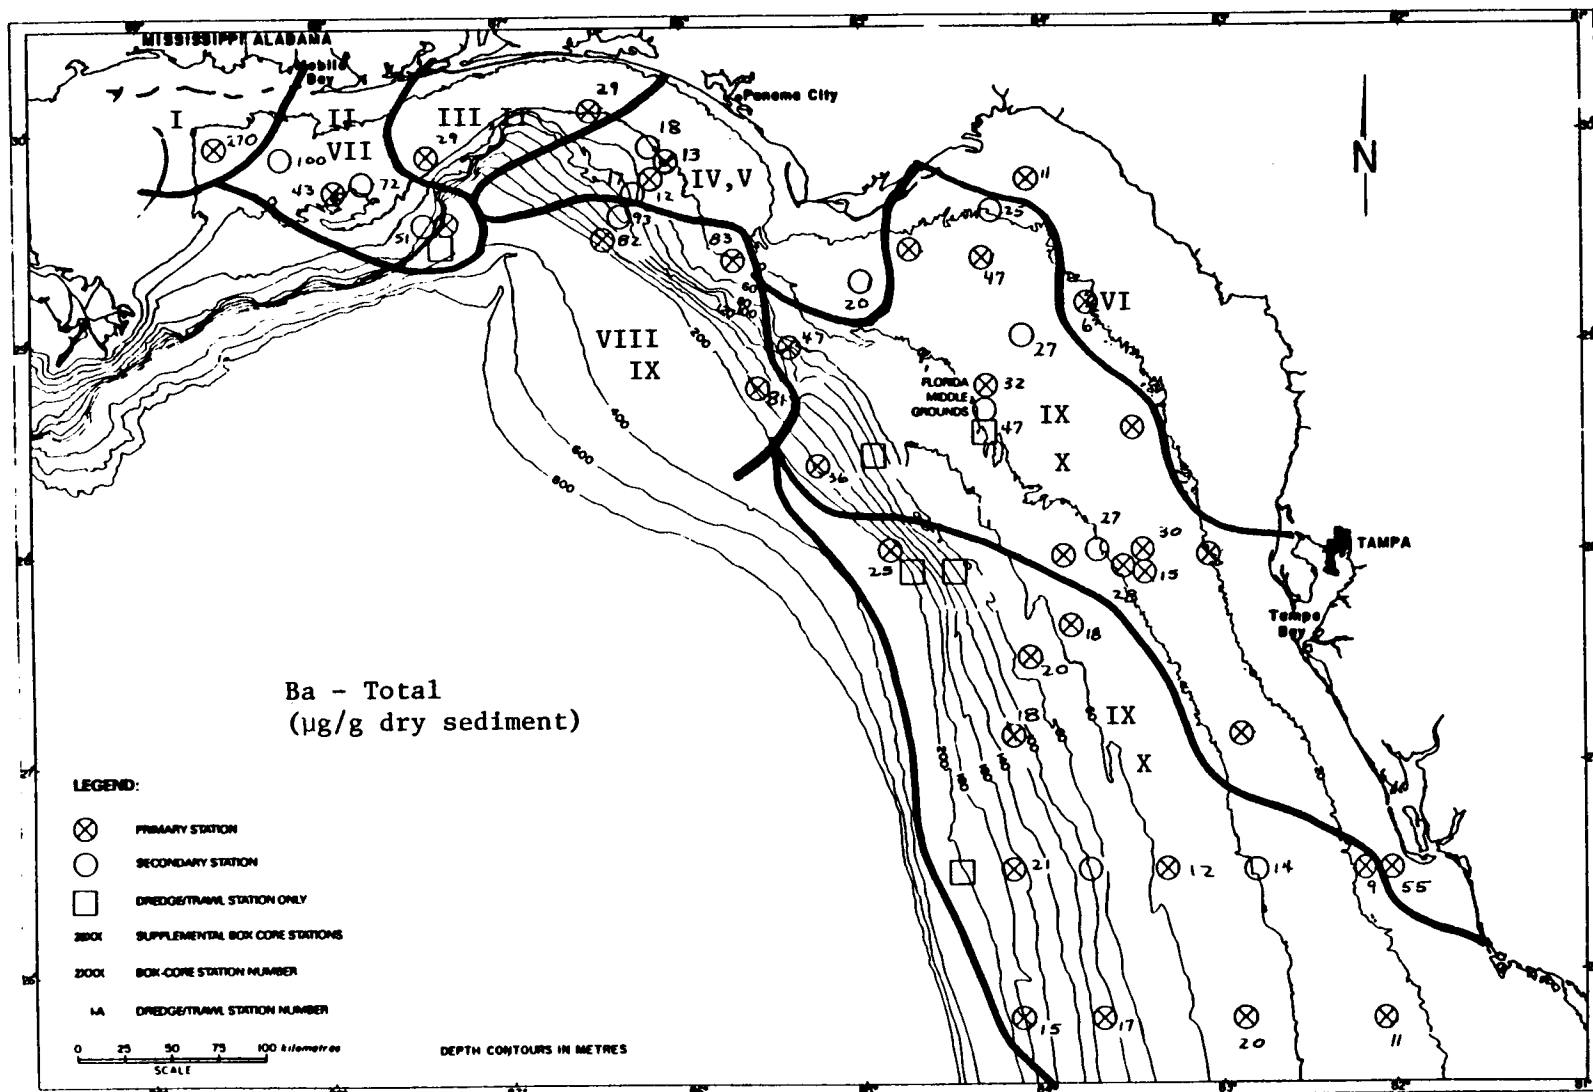 MISSISSIPPI ALABAMA
Mobile Bay
Panama City
I
II
VII
III, II
IV, V
VI
N
270
100
43
72
29
29
18
13
17
12
93
82
83
51
11
25
47
20
6
27
47
81
VIII
IX
200
400
600
800
FLORIDA
MIDDLE
GROUNDS
32
47
IX
X
36
25
27
30
28
15
TAMPA
Tampa
Bay
18
20
18
IX
X
Ba - Total
(µg/g dry sediment)
200
21
12
14
9
55
15
17
20
11
LEGEND:
PRIMARY STATION
SECONDARY STATION
DREDGE/TRAWL STATION ONLY
SUPPLEMENTAL BOX CORE STATIONS
BOX-CORE STATION NUMBER
DREDGE/TRAWL STATION NUMBER
0 25 50 75 100 kilometres
SCALE
DEPTH CONTOURS IN METRES